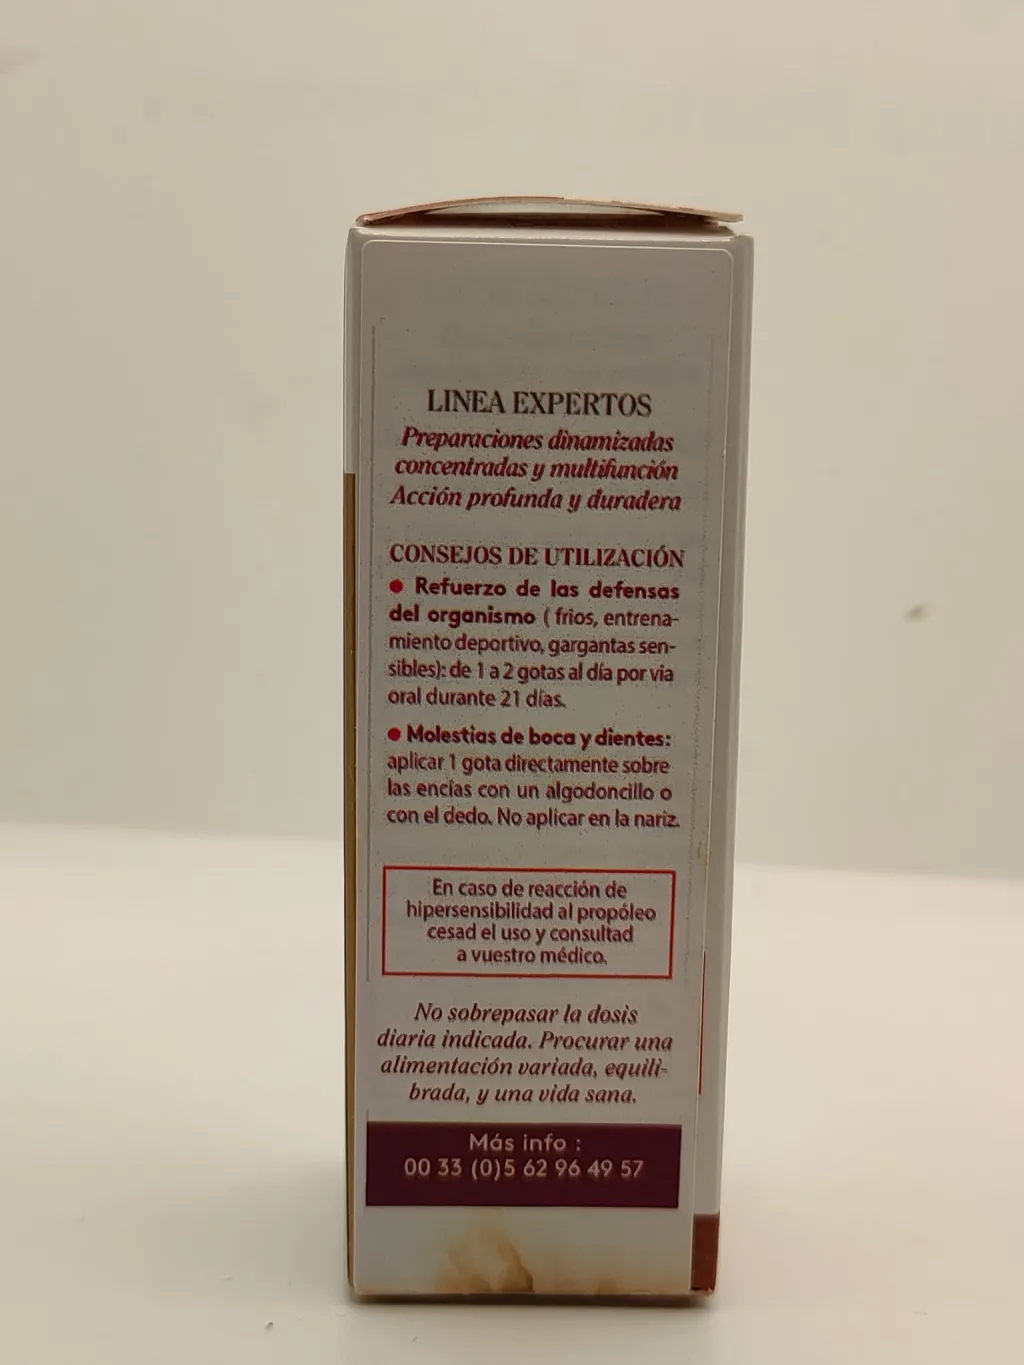 LINEA EXPERTOS
Preparaciones dinamizadas
concentradas y multifunción
Acción profunda y duradera
CONSEJOS DE UTILIZACIÓN
● Refuerzo de las defensas
del organismo ( frios, entrena-
miento deportivo, gargantas sen-
sibles): de 1 a 2 gotas al día por via
oral durante 21 días.
● Molestias de boca y dientes:
aplicar 1 gota directamente sobre
las encías con un algodoncillo o
con el dedo. No aplicar en la nariz.
En caso de reacción de
hipersensibilidad al propóleo
cesad el uso y consultad
a vuestro médico.
No sobrepasar la dosis
diaria indicada. Procurar una
alimentación variada, equili-
brada, y una vida sana.
Más info :
00 33 (0)5 62 96 49 57